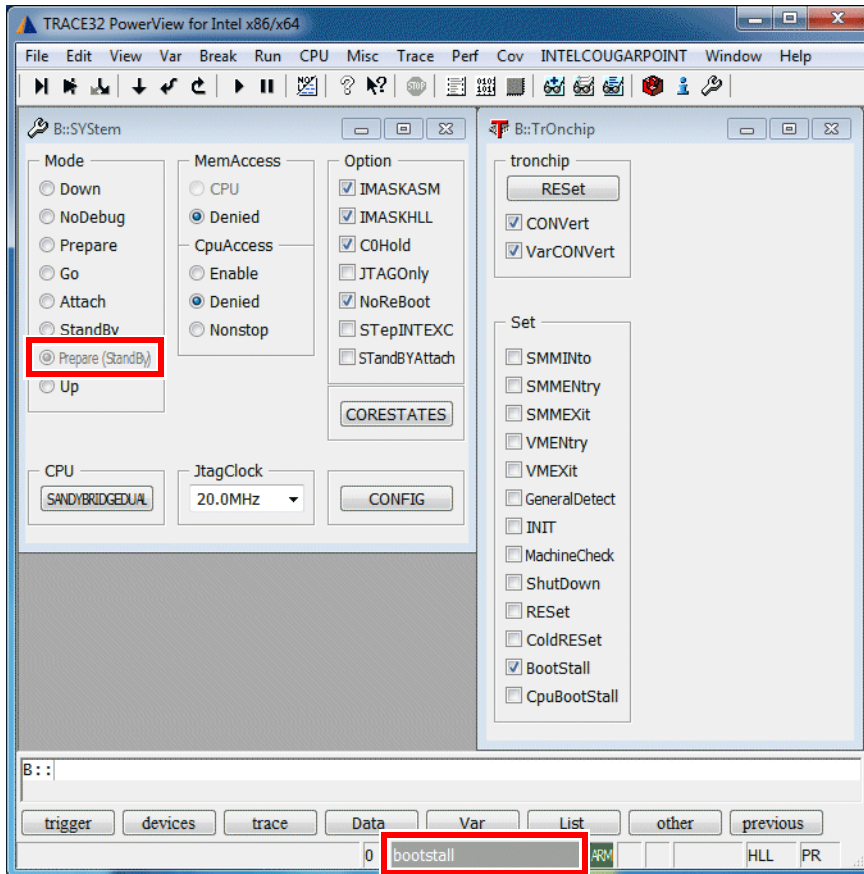 TRACE32 PowerView for Intel x86/x64
File Edit View Var Break Run CPU Misc Trace Perf Cov INTELCOUGARPOINT Window Help
STOP
B::SYStem
Mode
Down
NoDebug
Prepare
Go
Attach
StandBy
Prepare (StandBy)
Up
MemAccess
CPU
Denied
CpuAccess
Enable
Denied
Nonstop
Option
IMASKASM
IMASKHLL
C0Hold
JTAGOnly
NoReBoot
STepINTEXC
STandBYAttach
CORESTATES
CPU
SANDYBRIDGEDUAL
JtagClock
20.0MHz
CONFIG
B::TrOnchip
tronchip
RESet
CONVert
VarCONVert
Set
SMMINto
SMMENtry
SMMEXit
VMENtry
VMEXit
GeneralDetect
INIT
MachineCheck
ShutDown
RESet
ColdRESet
BootStall
CpuBootStall
B::
trigger devices trace Data Var List other previous
0 bootstall ARM HLL PR